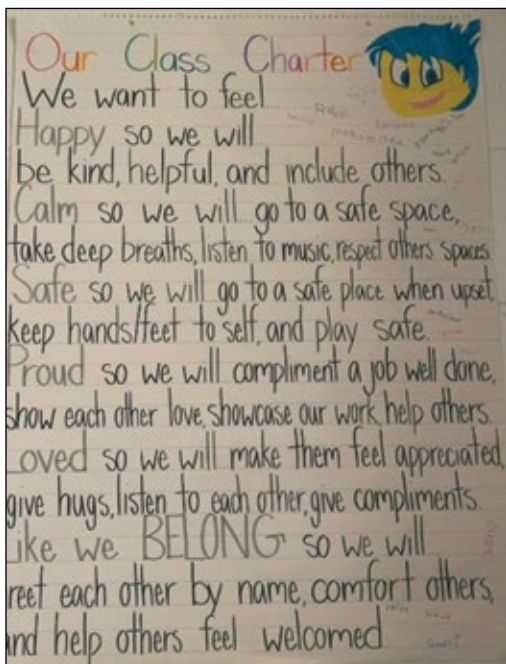 Our Class Charter
We want to feel
Happy so we will
be kind, helpful, and include others.
Calm so we will go to a safe space,
take deep breaths, listen to music, respect others spaces
Safe so we will go to a safe place when upset,
keep hands/feet to self, and play safe.
Proud so we will compliment a job well done,
show each other love, showcase our work, help others.
Loved so we will make them feel appreciated,
give hugs, listen to each other, give compliments.
ike we BELONG so we will
reet each other by name, comfort others,
and help others feel welcomed